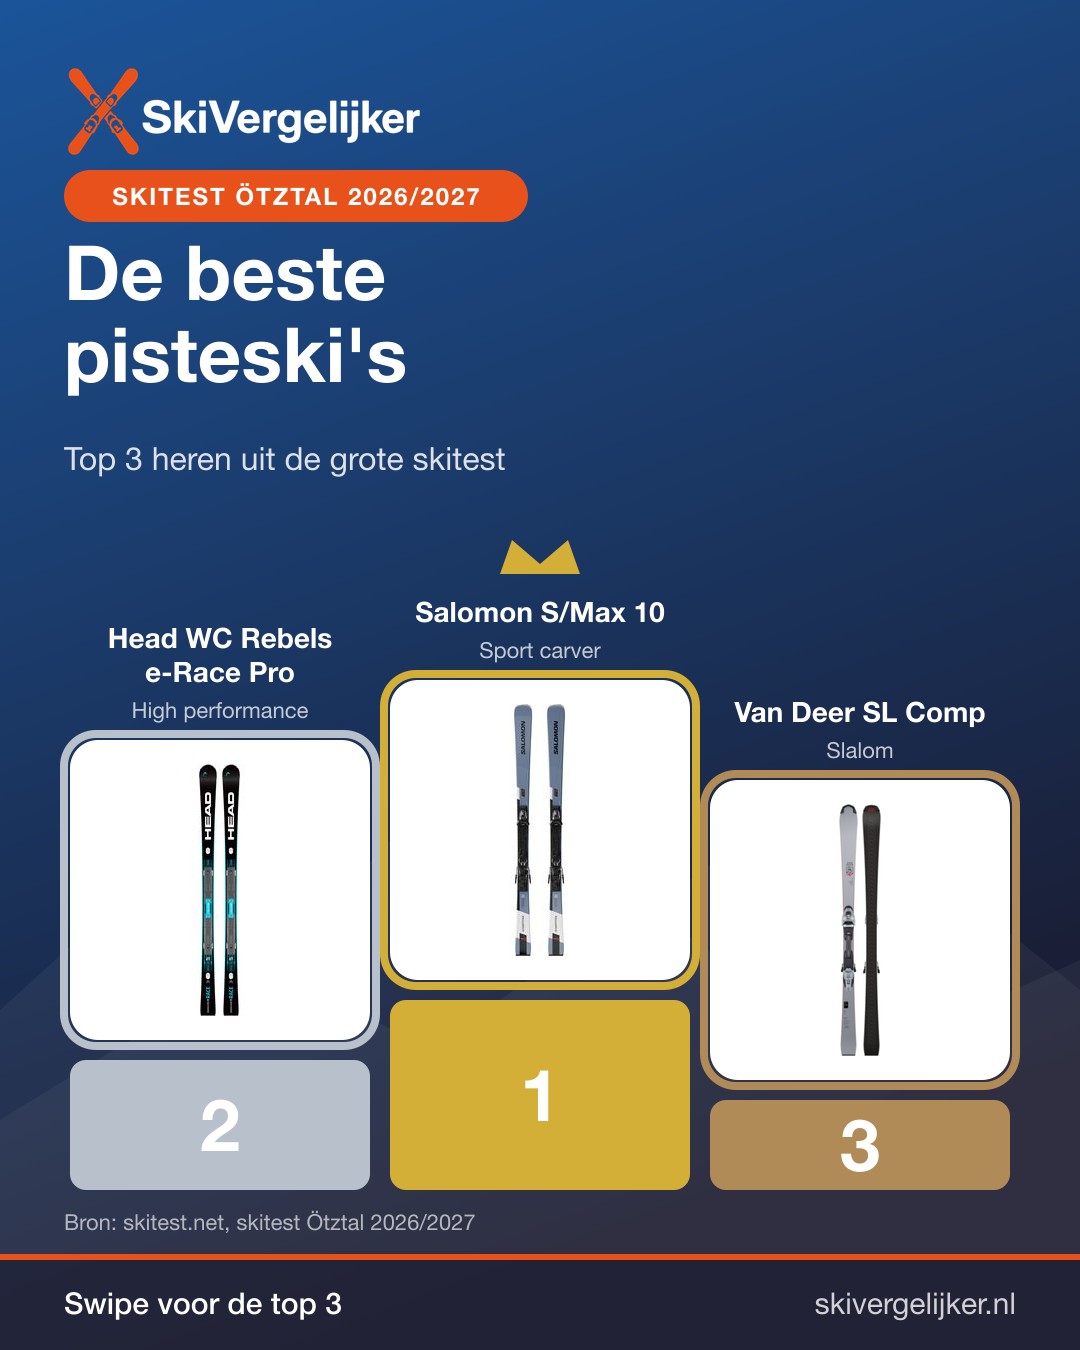 SkiVergelijker
SKITEST ÖTZTAL 2026/2027
De beste
pisteski's
Top 3 heren uit de grote skitest
Salomon S/Max 10
Sport carver
Head WC Rebels
e-Race Pro
High performance
Van Deer SL Comp
Slalom
SALOMON
SALOMON
HEAD
HEAD
2
1
3
Bron: skitest.net, skitest Ötztal 2026/2027
Swipe voor de top 3
skivergelijker.nl